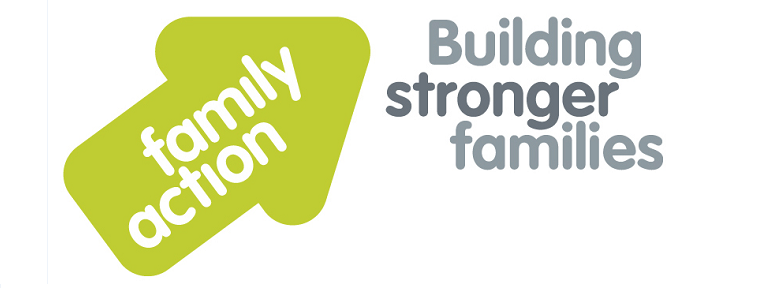 family
action
Building
stronger
families